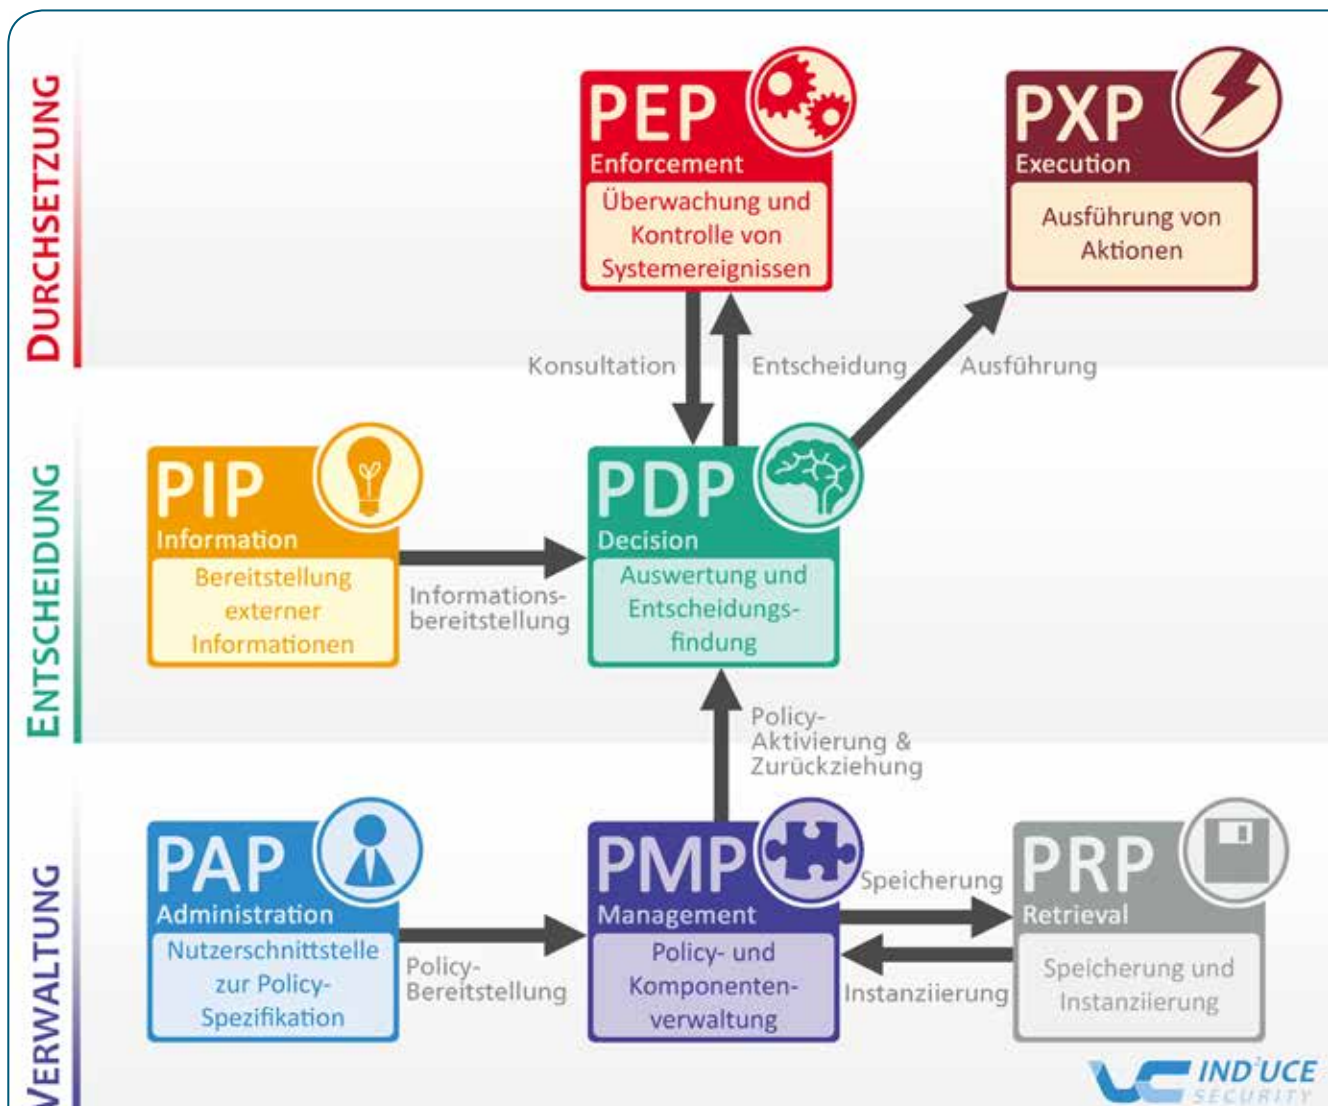 DURCHSETZUNG
PEP
Enforcement
Überwachung und
Kontrolle von
Systemereignissen
PXP
Execution
Ausführung von
Aktionen
Konsultation
Entscheidung
Ausführung
ENTSCHEIDUNG
PIP
Information
Bereitstellung
externer
Informationen
Informations-
bereitstellung
PDP
Decision
Auswertung und
Entscheidungs-
findung
Policy-
Aktivierung &
Zurückziehung
VERWALTUNG
PAP
Administration
Nutzerschnittstelle
zur Policy-
Spezifikation
Policy-
Bereitstellung
PMP
Management
Policy- und
Komponenten-
verwaltung
Speicherung
Instanziierung
PRP
Retrieval
Speicherung und
Instanziierung
IND²UCE
SECURITY